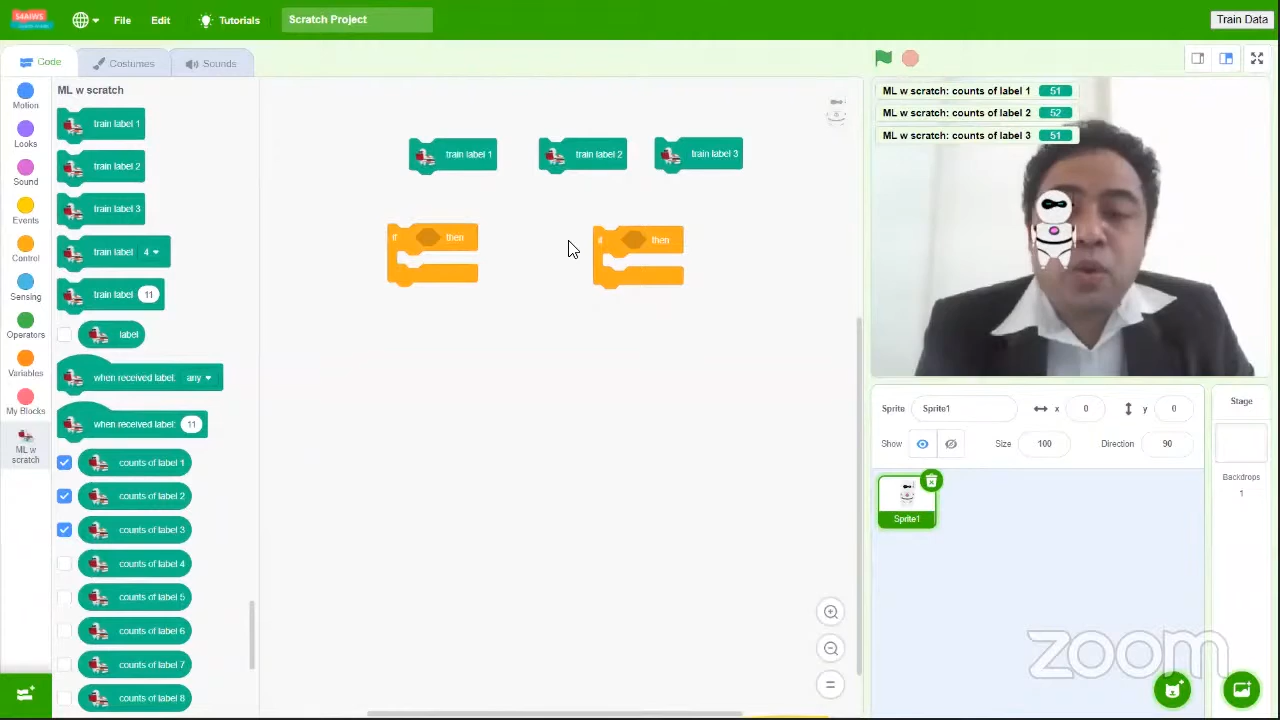 S4AIWS
File
Edit
Tutorials
Scratch Project
Train Data
Code
Costumes
Sounds
Motion
Looks
Sound
Events
Control
Sensing
Operators
Variables
My Blocks
ML w
scratch
ML w scratch
train label 1
train label 2
train label 3
train label 4
train label 11
label
when received label: any
when received label: 11
counts of label 1
counts of label 2
counts of label 3
counts of label 4
counts of label 5
counts of label 6
counts of label 7
counts of label 8
train label 1
train label 2
train label 3
if then
if then
ML w scratch: counts of label 1 51
ML w scratch: counts of label 2 52
ML w scratch: counts of label 3 51
Sprite Sprite1 x 0 y 0
Show Size 100 Direction 90
Sprite1
Stage
Backdrops
1
zoom